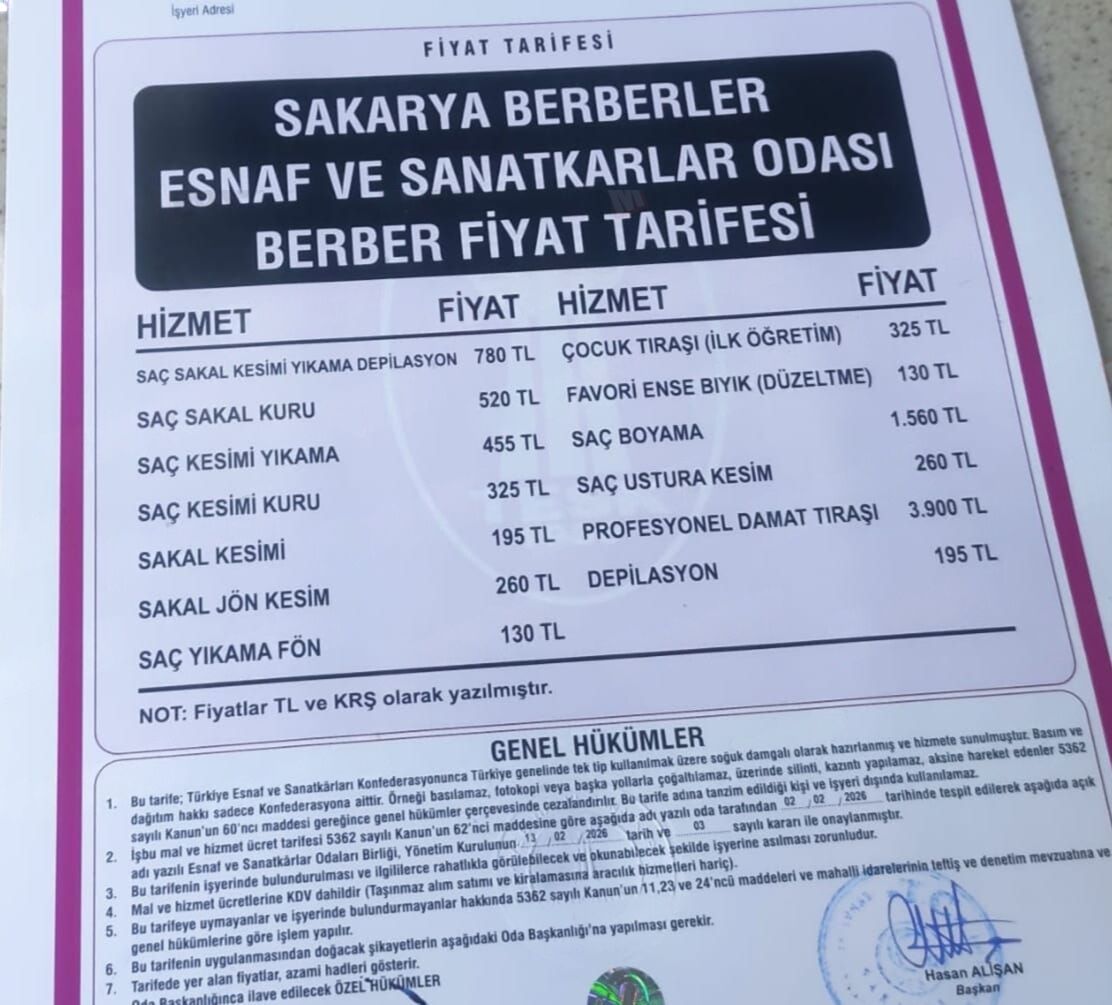 İşyeri Adresi
FİYAT TARİFESİ
SAKARYA BERBERLER
ESNAF VE SANATKARLAR ODASI
BERBER FİYAT TARİFESİ
HİZMET FİYAT HİZMET FİYAT
SAÇ SAKAL KESİMİ YIKAMA DEPİLASYON 780 TL ÇOCUK TIRAŞI (İLK ÖĞRETİM) 325 TL
SAÇ SAKAL KURU 520 TL FAVORİ ENSE BIYIK (DÜZELTME) 130 TL
SAÇ KESİMİ YIKAMA 455 TL SAÇ BOYAMA 1.560 TL
SAÇ KESİMİ KURU 325 TL SAÇ USTURA KESİM 260 TL
SAKAL KESİMİ 195 TL PROFESYONEL DAMAT TIRAŞI 3.900 TL
SAKAL JÖN KESİM 260 TL DEPİLASYON 195 TL
SAÇ YIKAMA FÖN 130 TL
NOT: Fiyatlar TL ve KRŞ olarak yazılmıştır.
GENEL HÜKÜMLER
1. Bu tarife; Türkiye Esnaf ve Sanatkârları Konfederasyonunca Türkiye genelinde tek tip kullanılmak üzere soğuk damgalı olarak hazırlanmış ve hizmete sunulmuştur. Basım ve
dağıtım hakkı sadece Konfederasyona aittir. Örneği basılamaz, fotokopi veya başka yollarla çoğaltılamaz, üzerinde silinti, kazıntı yapılamaz, aksine hareket edenler 5362
sayılı Kanun'un 60'ncı maddesi gereğince genel hükümler çerçevesinde cezalandırılır. Bu tarife adına tanzim edildiği kişi ve işyeri dışında kullanılamaz.
2. İşbu mal ve hizmet ücret tarifesi 5362 sayılı Kanun'un 62'nci maddesine göre aşağıda adı yazılı oda tarafından 02 / 02 / 2026 tarihinde tespit edilerek aşağıda açık
adı yazılı Esnaf ve Sanatkârlar Odaları Birliği, Yönetim Kurulunun 13 / 02 / 2026 tarih ve 03 sayılı kararı ile onaylanmıştır.
3. Bu tarifenin işyerinde bulundurulması ve ilgililerce rahatlıkla görülebilecek ve okunabilecek şekilde işyerine asılması zorunludur.
4. Mal ve hizmet ücretlerine KDV dahildir (Taşınmaz alım satımı ve kiralamasına aracılık hizmetleri hariç).
5. Bu tarifeye uymayanlar ve işyerinde bulundurmayanlar hakkında 5362 sayılı Kanun'un 11,23 ve 24'ncü maddeleri ve mahalli idarelerinin teftiş ve denetim mevzuatına ve
genel hükümlerine göre işlem yapılır.
6. Bu tarifenin uygulanmasından doğacak şikayetlerin aşağıdaki Oda Başkanlığı'na yapılması gerekir.
7. Tarifede yer alan fiyatlar, azami hadleri gösterir.
Oda Başkanlığınca ilave edilecek ÖZEL HÜKÜMLER
Hasan ALİŞAN
Başkan